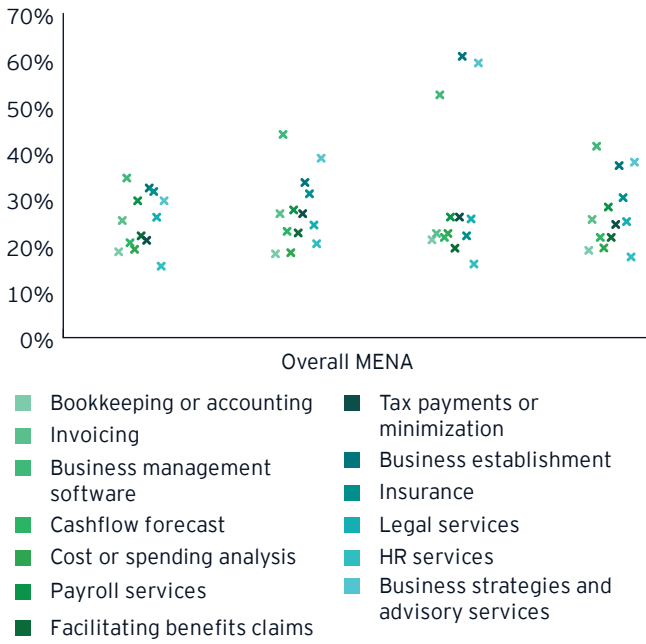 70%
60%
50%
40%
30%
20%
10%
0%
Overall MENA
Bookkeeping or accounting
Invoicing
Business management
software
Cashflow forecast
Cost or spending analysis
Payroll services
Facilitating benefits claims
Tax payments or
minimization
Business establishment
Insurance
Legal services
HR services
Business strategies and
advisory services